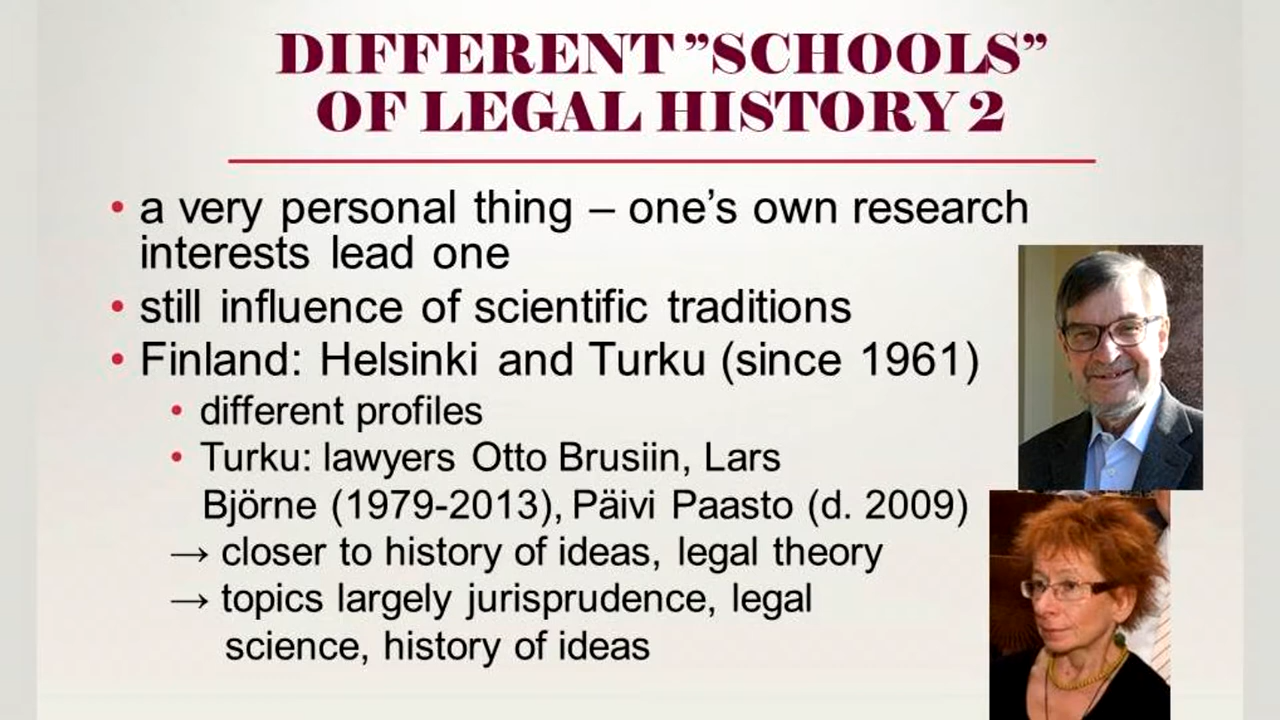 DIFFERENT ”SCHOOLS”
OF LEGAL HISTORY 2
• a very personal thing – one’s own research
interests lead one
• still influence of scientific traditions
• Finland: Helsinki and Turku (since 1961)
• different profiles
• Turku: lawyers Otto Brusiin, Lars
Björne (1979-2013), Päivi Paasto (d. 2009)
→ closer to history of ideas, legal theory
→ topics largely jurisprudence, legal
science, history of ideas